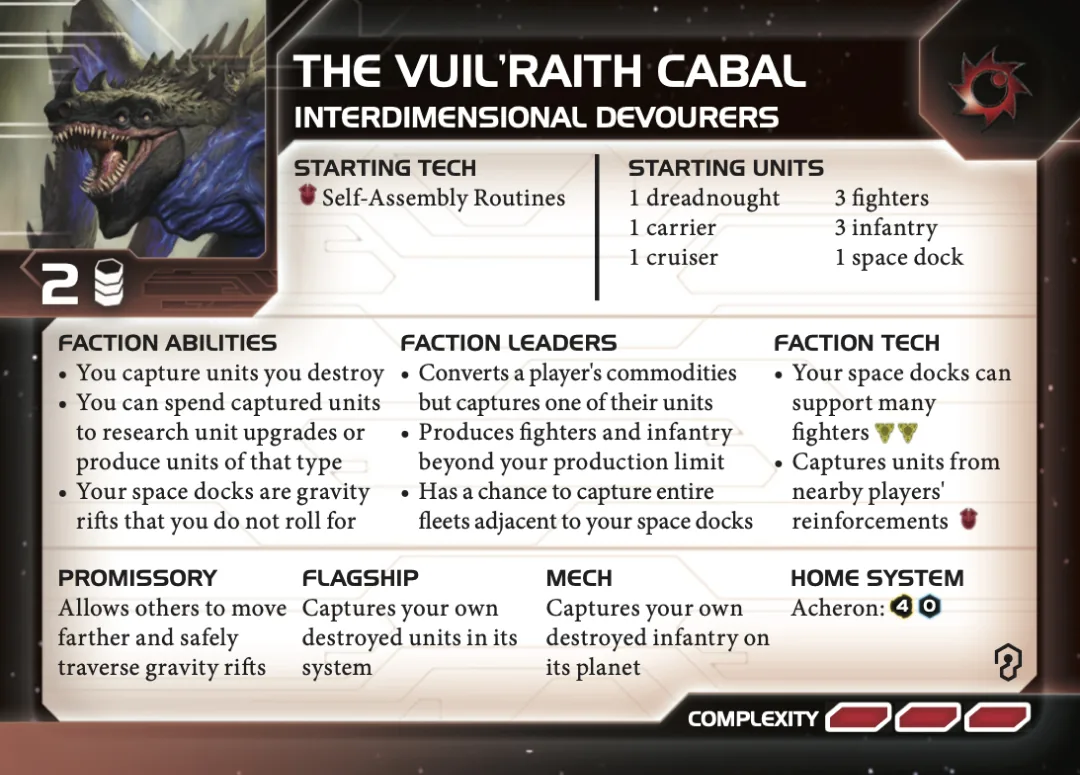 THE VUIL'RAITH CABAL
INTERDIMENSIONAL DEVOURERS
2
STARTING TECH
Self-Assembly Routines
STARTING UNITS
1 dreadnought
1 carrier
1 cruiser
3 fighters
3 infantry
1 space dock
FACTION ABILITIES
• You capture units you destroy
• You can spend captured units
to research unit upgrades or
produce units of that type
• Your space docks are gravity
rifts that you do not roll for
FACTION LEADERS
• Converts a player's commodities
but captures one of their units
• Produces fighters and infantry
beyond your production limit
• Has a chance to capture entire
fleets adjacent to your space docks
FACTION TECH
• Your space docks can
support many
fighters
• Captures units from
nearby players'
reinforcements
PROMISSORY
Allows others to move
farther and safely
traverse gravity rifts
FLAGSHIP
Captures your own
destroyed units in its
system
MECH
Captures your own
destroyed infantry on
its planet
HOME SYSTEM
Acheron: 4 0
COMPLEXITY